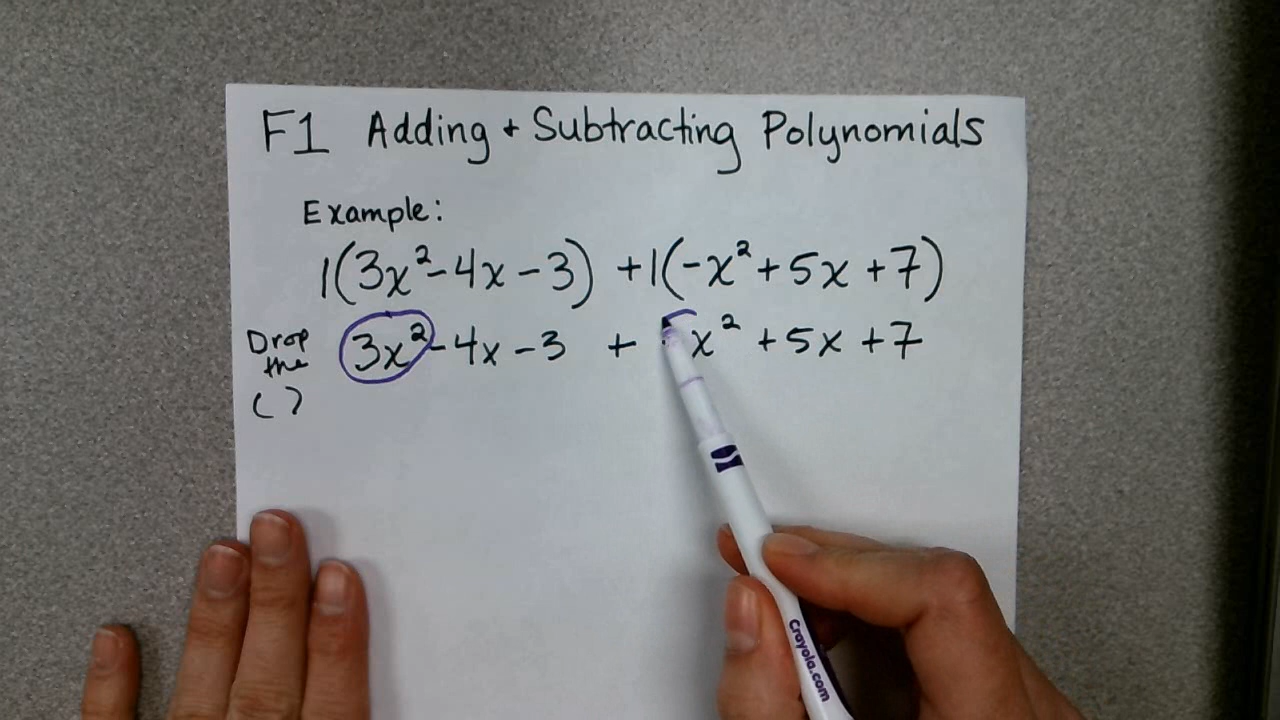 F1 Adding + Subtracting Polynomials
Example:
1(3x²-4x-3) +1(-x²+5x+7)
Drop the ( )
3x²-4x-3 + x² +5x+7
Crayola.com